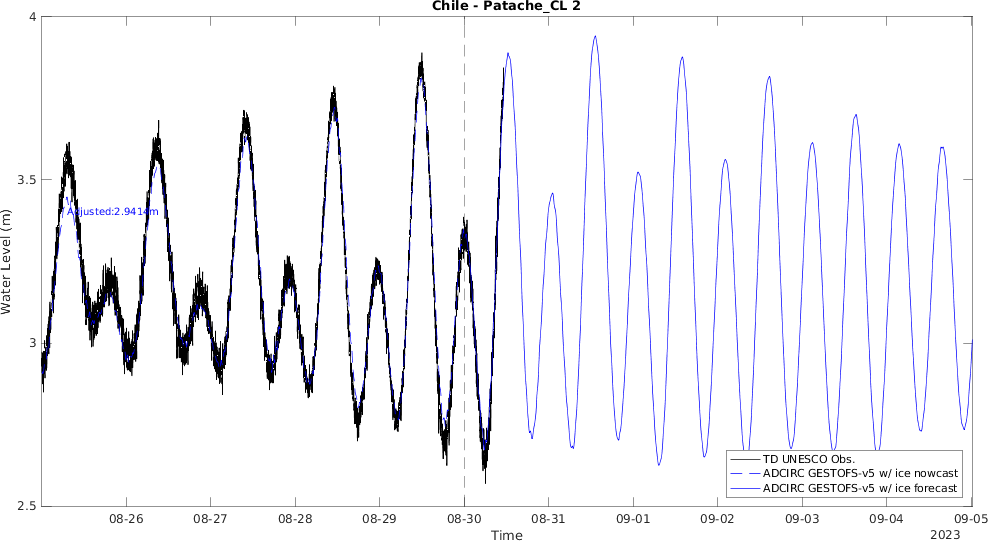 Chile - Patache_CL 2
4
3.5
3
2.5
Water Level (m)
Adjusted:2.9414m
TD UNESCO Obs.
ADCIRC GESTOFS-v5 w/ ice nowcast
ADCIRC GESTOFS-v5 w/ ice forecast
08-26 08-27 08-28 08-29 08-30 08-31 09-01 09-02 09-03 09-04 09-05
Time
2023